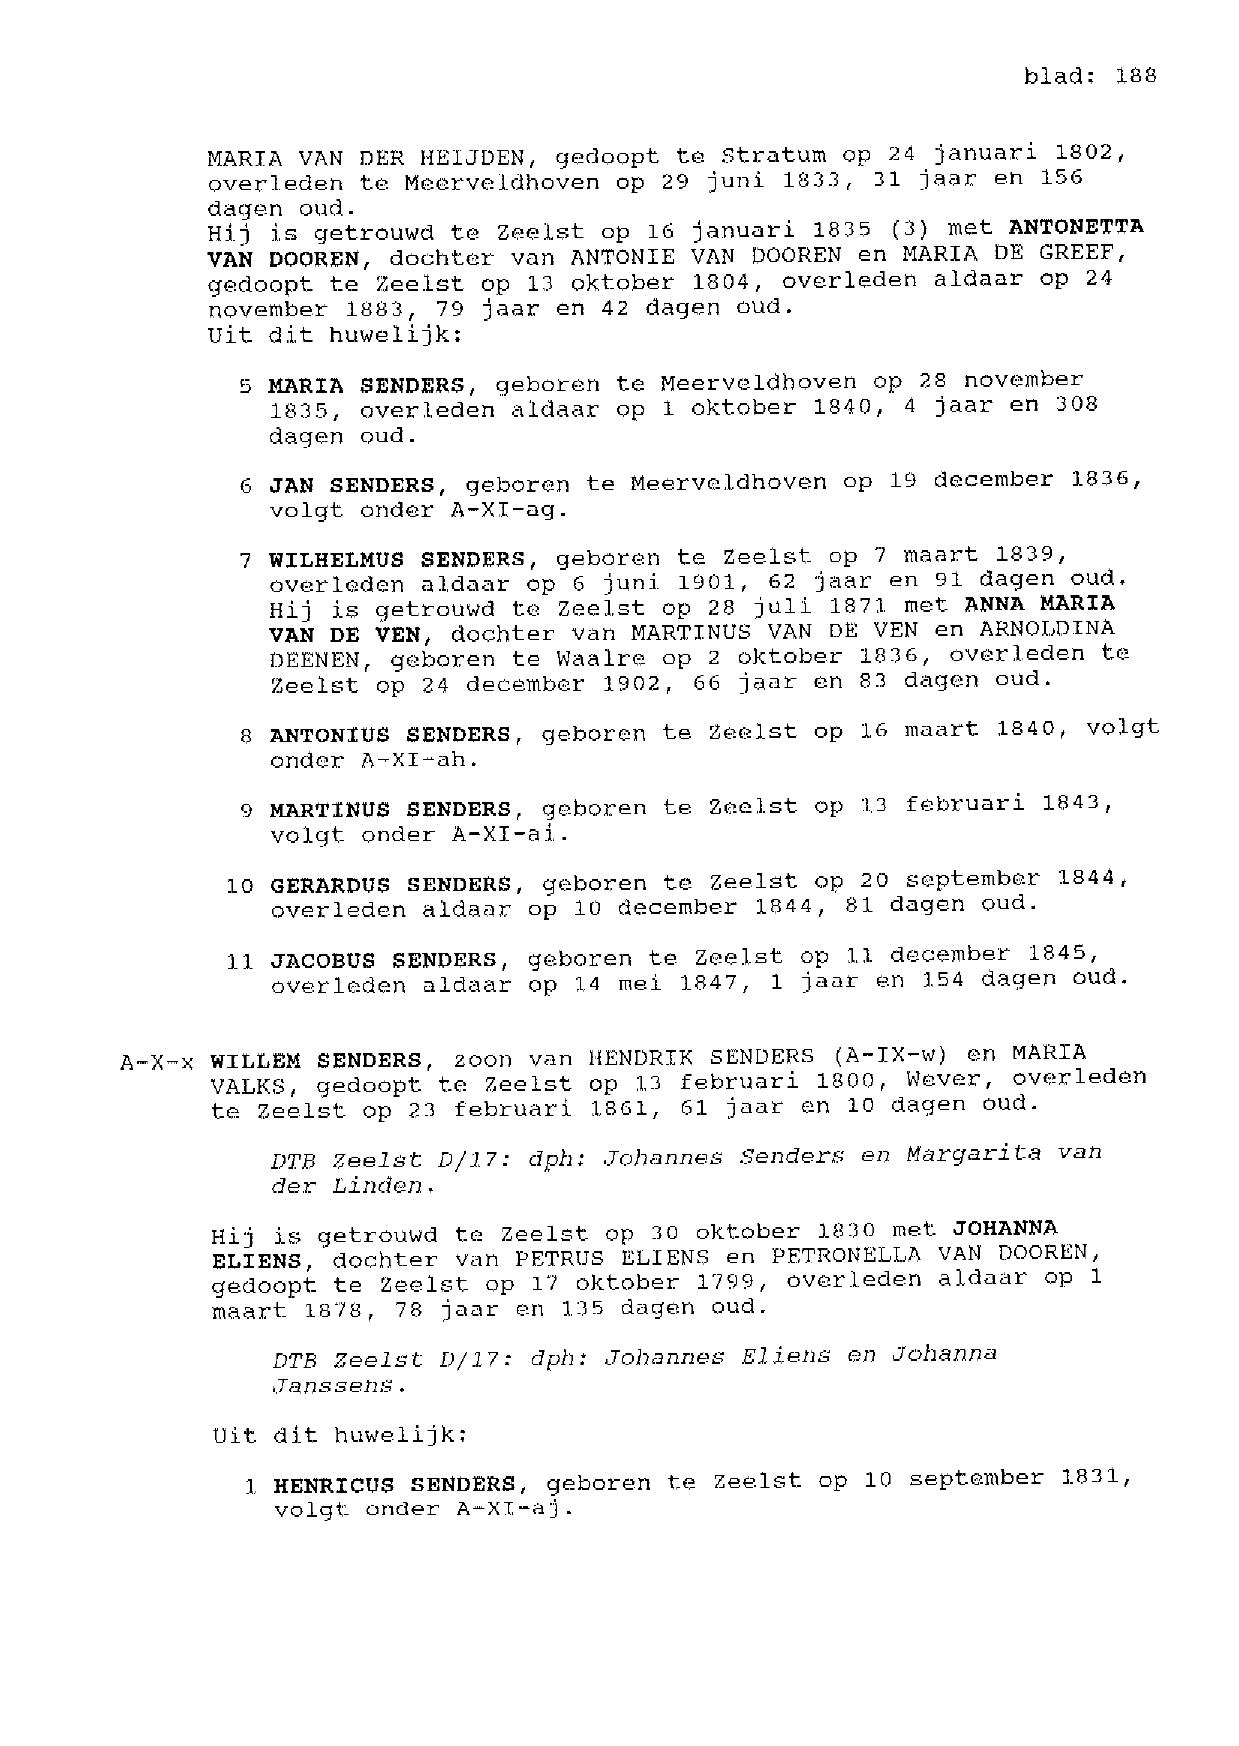 blad: 188
MARIA VAN DER HEIJDEN, gedoopt te Stratum op 24 januari 1802,
overleden te Meerveldhoven op 29 juni 1833, 31 jaar en 156
dagen oud.
Hij is getrouwd te Zeelst op 16 januari 1835 (3) met ANTONETTA
VAN DOOREN, dochter van ANTONIE VAN DOOREN en MARIA DE GREEF,
gedoopt te Zeelst op 13 oktober 1804, overleden aldaar op 24
november 1883, 79 jaar en 42 dagen oud.
Uit dit huwelijk:
5 MARIA SENDERS, geboren te Meerveldhoven op 28 november
1835, overleden aldaar op 1 oktober 1840, 4 jaar en 308
dagen oud.
6 JAN SENDERS, geboren te Meerveldhoven op 19 december 1836,
volgt onder A-XI-ag.
7 WILHELMUS SENDERS, geboren te Zeelst op 7 maart 1839,
overleden aldaar op 6 juni 1901, 62 jaar en 91 dagen oud.
Hij is getrouwd te Zeelst op 28 juli 1871 met ANNA MARIA
VAN DE VEN, dochter van MARTINUS VAN DE VEN en ARNOLDINA
DEENEN, geboren te Waalre op 2 oktober 1836, overleden te
Zeelst op 24 december 1902, 66 jaar en 83 dagen oud.
8 ANTONIUS SENDERS, geboren te Zeelst op 16 maart 1840, volgt
onder A-XI-ah.
9 MARTINUS SENDERS, geboren te Zeelst op 13 februari 1843,
volgt onder A-XI-ai.
10 GERARDUS SENDERS, geboren te Zeelst op 20 september 1844,
overleden aldaar op 10 december 1844, 81 dagen oud.
11 JACOBUS SENDERS, geboren te Zeelst op 11 december 1845,
overleden aldaar op 14 mei 1847, 1 jaar en 154 dagen oud.
A-X-x WILLEM SENDERS, zoon van HENDRIK SENDERS (A-IX-w) en MARIA
VALKS, gedoopt te Zeelst op 13 februari 1800, Wever, overleden
te Zeelst op 23 februari 1861, 61 jaar en 10 dagen oud.
DTB Zeelst D/17: dph: Johannes Senders en Margarita van
der Linden.
Hij is getrouwd te Zeelst op 30 oktober 1830 met JOHANNA
ELIENS, dochter van PETRUS ELIENS en PETRONELLA VAN DOOREN,
gedoopt te Zeelst op 17 oktober 1799, overleden aldaar op 1
maart 1878, 78 jaar en 135 dagen oud.
DTB Zeelst D/17: dph: Johannes Eliens en Johanna
Janssens.
Uit dit huwelijk:
1 HENRICUS SENDERS, geboren te Zeelst op 10 september 1831,
volgt onder A-XI-aj.